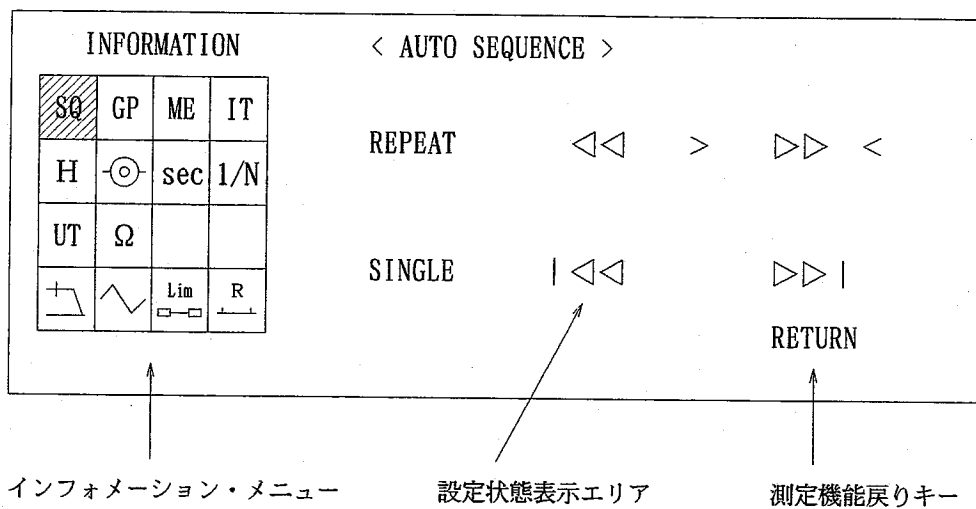 INFORMATION
< AUTO SEQUENCE >
SQ GP ME IT
REPEAT ◁◁ > ▷▷ <
H sec 1/N
UT Ω
SINGLE |◁◁ ▷▷|
Lim R
RETURN
インフォメーション・メニュー
設定状態表示エリア
測定機能戻りキー